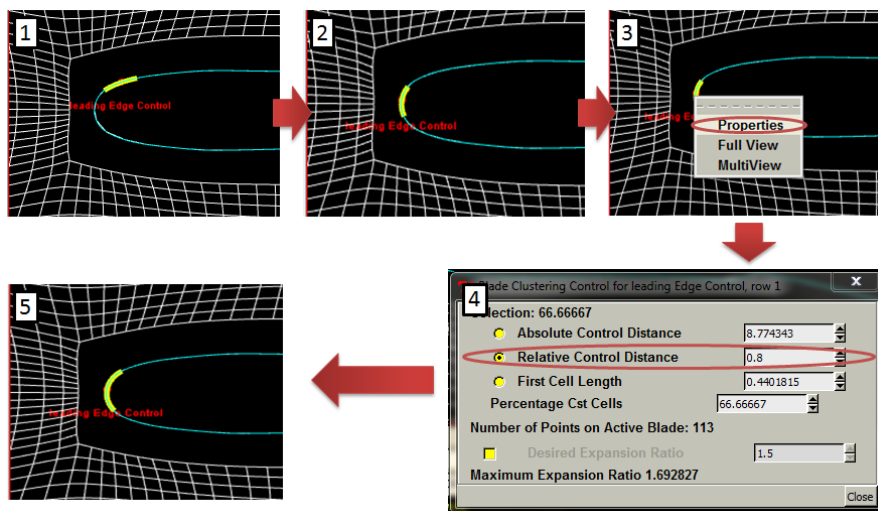 1
leading Edge Control
2
leading Edge Control
3
Properties
Full View
MultiView
4
Blade Clustering Control for leading Edge Control, row 1
x
Selection: 66.66667
Absolute Control Distance 8.774343
Relative Control Distance 0.8
First Cell Length 0.4401815
Percentage Cst Cells 66.66667
Number of Points on Active Blade: 113
Desired Expansion Ratio 1.5
Maximum Expansion Ratio 1.692827
Close
5
leading Edge Control